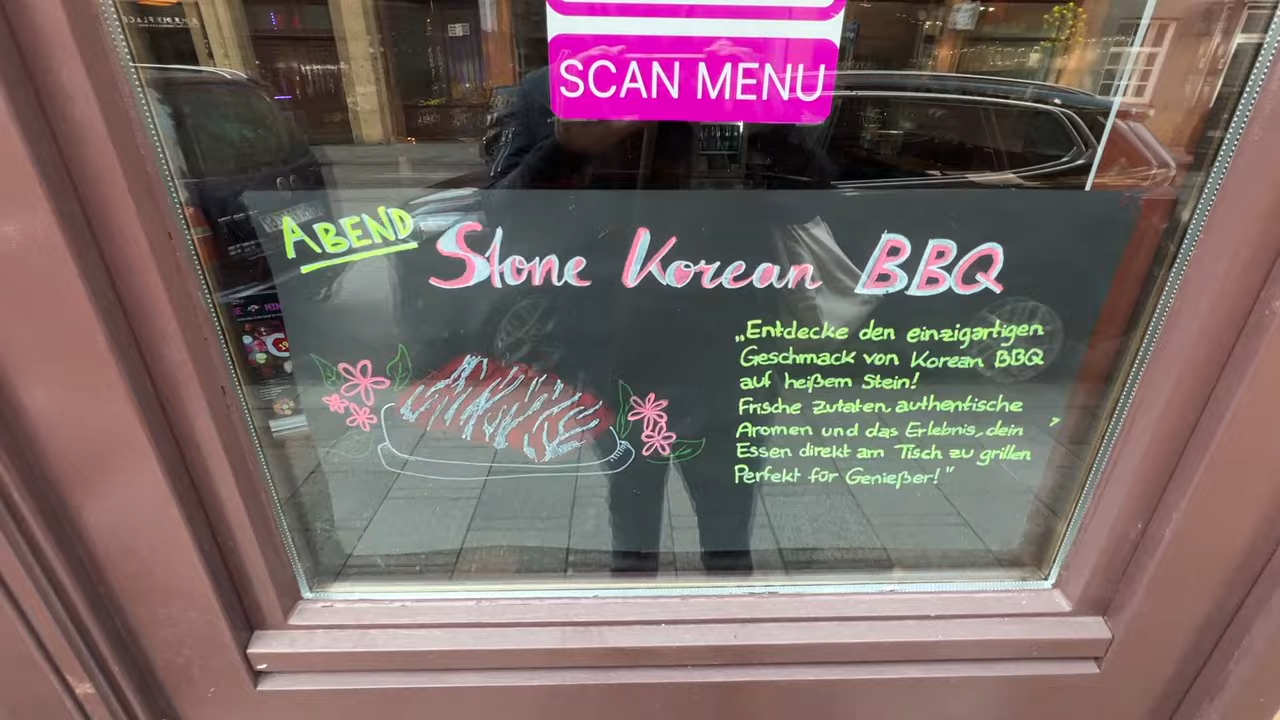 SCAN MENU
ABEND
Stone Korean BBQ
„Entdecke den einzigartigen
Geschmack von Korean BBQ
auf heißem Stein!
Frische Zutaten, authentische
Aromen und das Erlebnis, dein
Essen direkt am Tisch zu grillen
Perfekt für Genießer!"